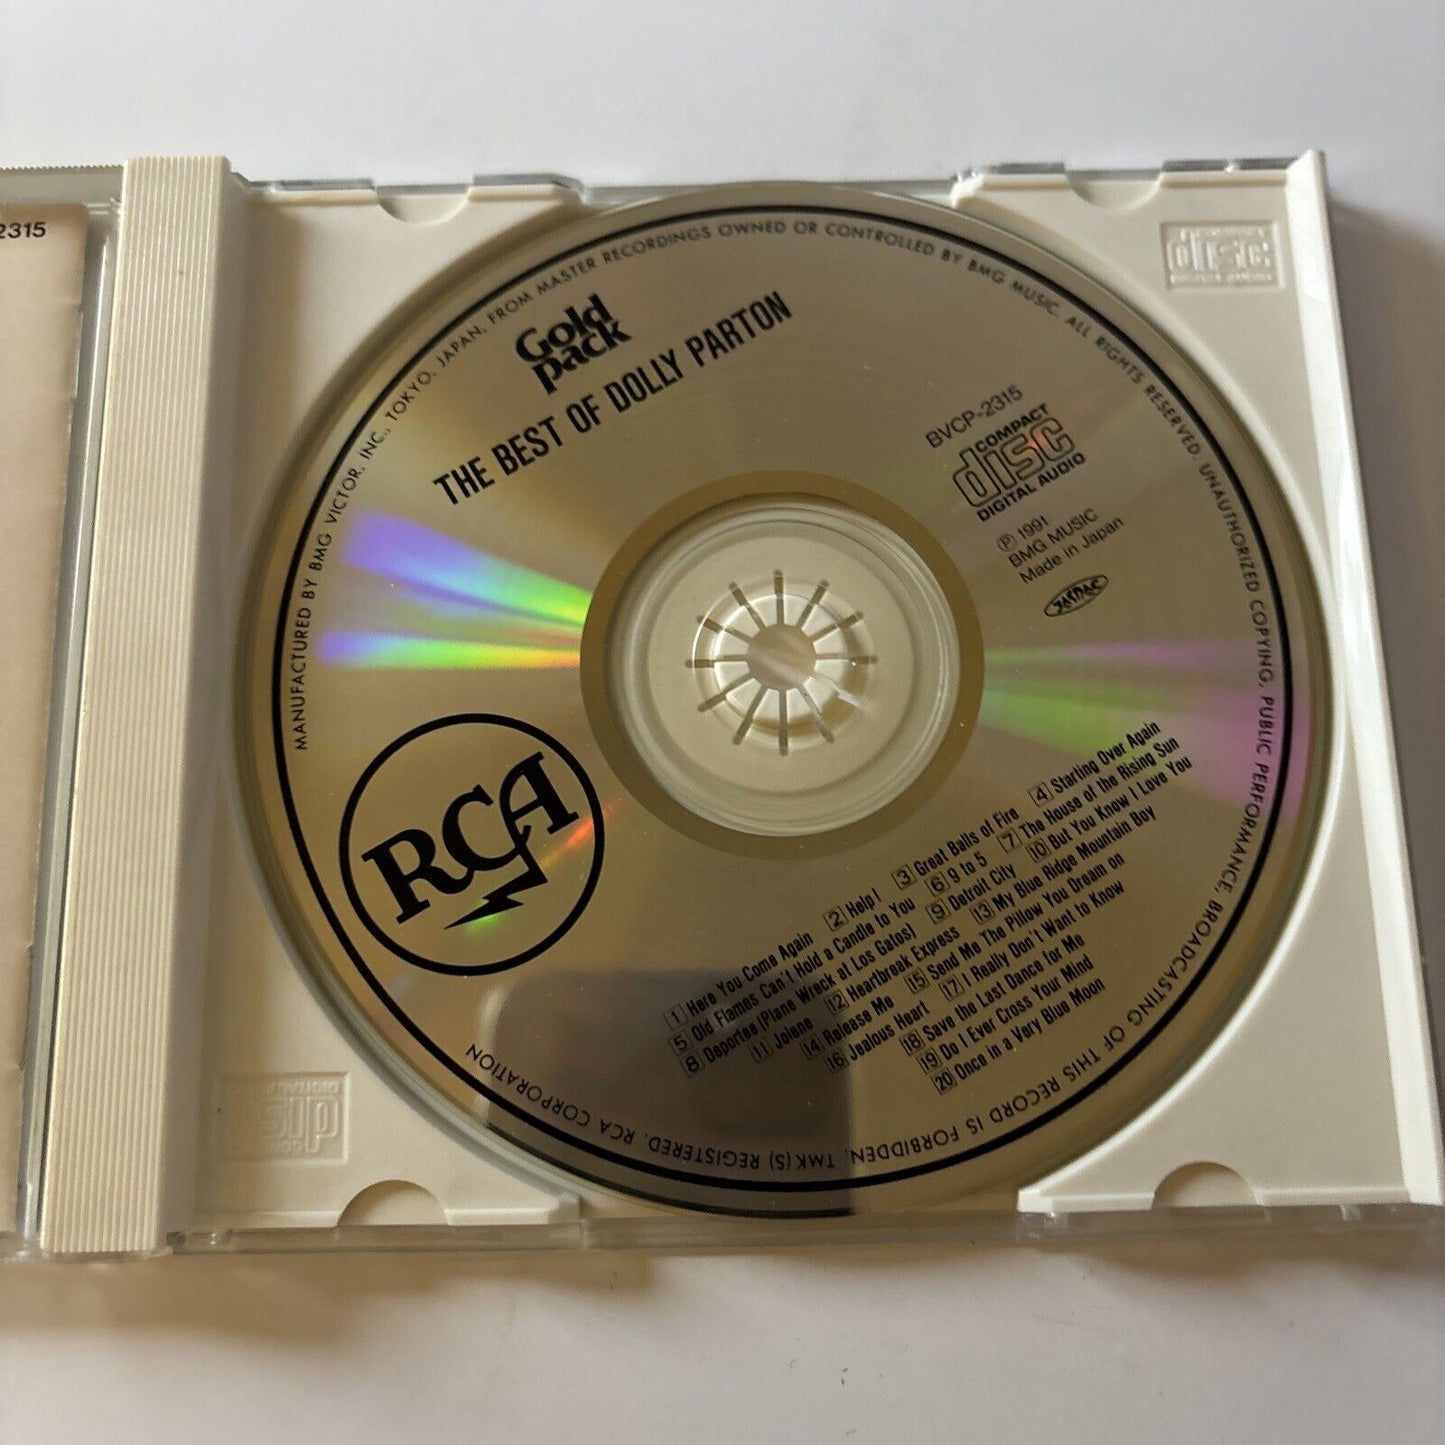 2315
MANUFACTURED BY BMG VICTOR, INC., TOKYO, JAPAN, FROM MASTER RECORDINGS OWNED OR CONTROLLED BY BMG MUSIC. ALL RIGHTS RESERVED. UNAUTHORIZED COPYING, PUBLIC PERFORMANCE, BROADCASTING OF THIS RECORD IS FORBIDDEN. TMK(S) REGISTERED. RCA CORPORATION
Gold
pack
THE BEST OF DOLLY PARTON
BVCP-2315
COMPACT
disc
DIGITAL AUDIO
Ⓟ 1991
BMG MUSIC
Made in Japan
RCA
1 Here You Come Again 2 Help! 3 Great Balls of Fire 4 Starting Over Again
5 Old Flames Can't Hold a Candle to You 6 9 to 5 7 The House of the Rising Sun
8 Deportee (Plane Wreck at Los Gatos) 9 Detroit City 10 But You Know I Love You
11 Jolene 12 Heartbreak Express 13 My Blue Ridge Mountain Boy
14 Release Me 15 Send Me The Pillow You Dream on
16 Jealous Heart 17 I Really Don't Want to Know
18 Save the Last Dance for Me
19 Do I Ever Cross Your Mind
20 Once in a Very Blue Moon
disc
disc